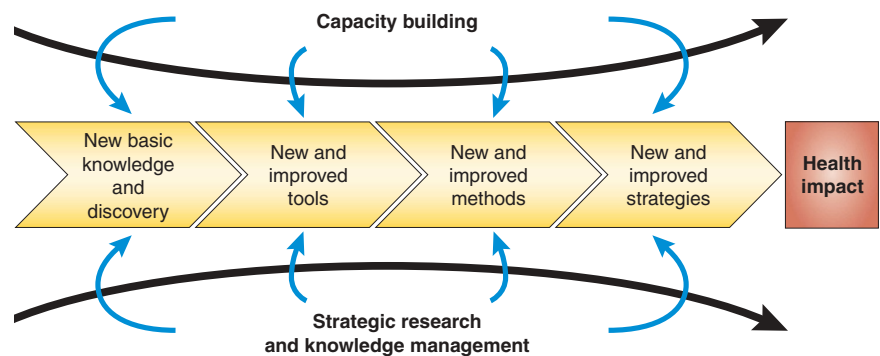 Capacity building
New basic
knowledge
and
discovery
New and
improved
tools
New and
improved
methods
New and
improved
strategies
Health
impact
Strategic research
and knowledge management